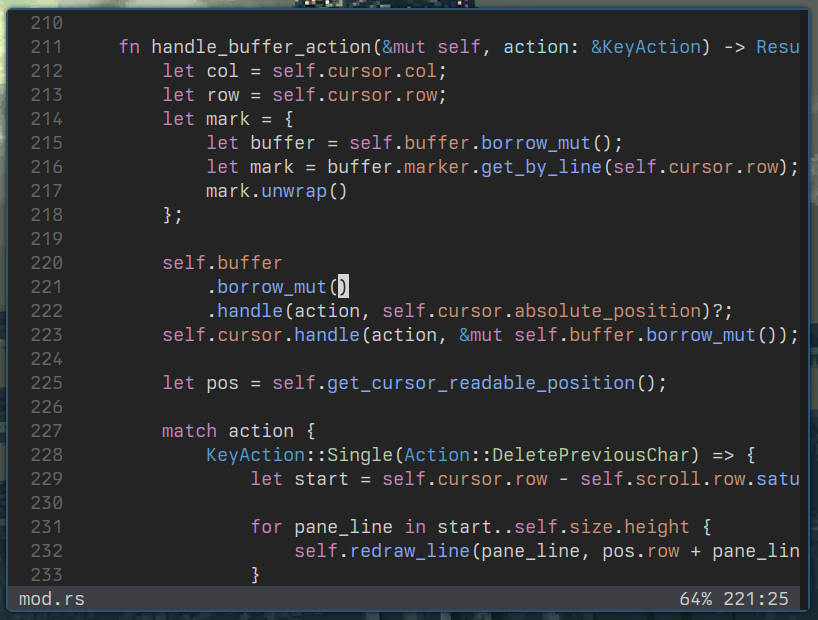 210
211     fn handle_buffer_action(&mut self, action: &KeyAction) -> Resu
212         let col = self.cursor.col;
213         let row = self.cursor.row;
214         let mark = {
215             let buffer = self.buffer.borrow_mut();
216             let mark = buffer.marker.get_by_line(self.cursor.row);
217             mark.unwrap()
218         };
219
220         self.buffer
221             .borrow_mut()
222             .handle(action, self.cursor.absolute_position)?;
223         self.cursor.handle(action, &mut self.buffer.borrow_mut());
224
225         let pos = self.get_cursor_readable_position();
226
227         match action {
228             KeyAction::Single(Action::DeletePreviousChar) => {
229                 let start = self.cursor.row - self.scroll.row.satu
230
231                 for pane_line in start..self.size.height {
232                     self.redraw_line(pane_line, pos.row + pane_lin
233                 }
mod.rs 64% 221:25